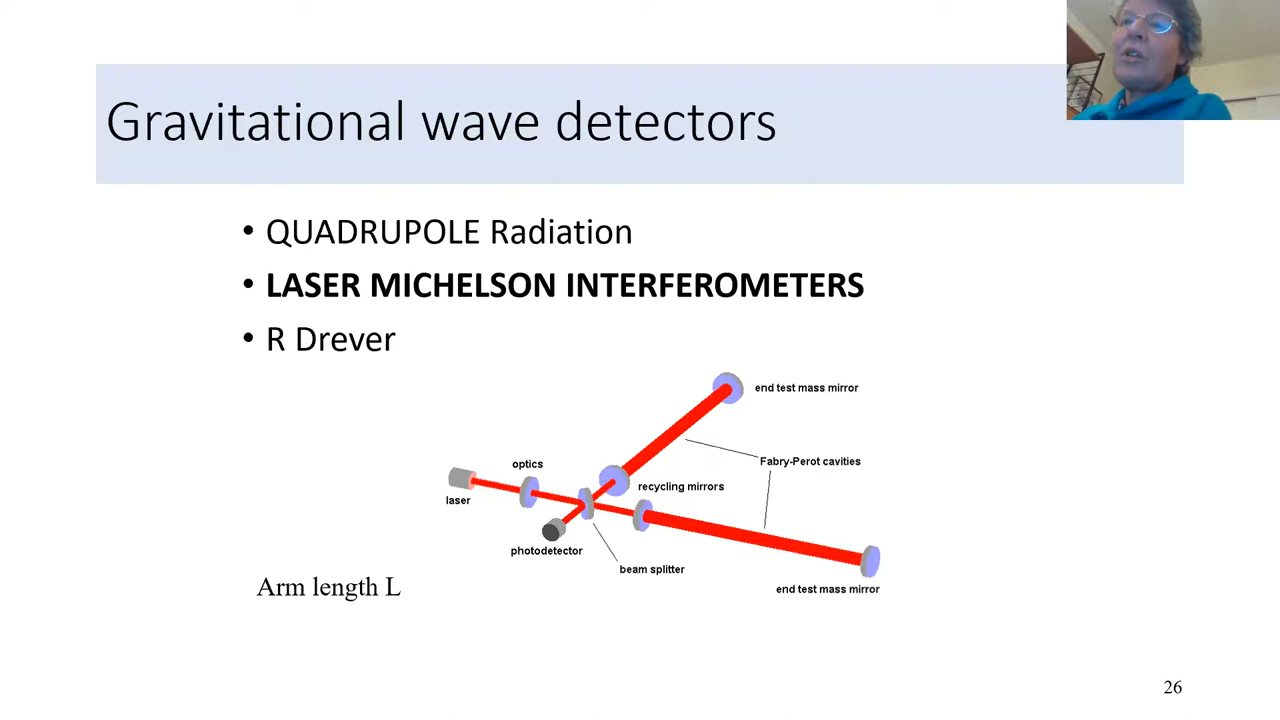 Gravitational wave detectors
• QUADRUPOLE Radiation
• LASER MICHELSON INTERFEROMETERS
• R Drever
end test mass mirror
Fabry-Perot cavities
optics
recycling mirrors
laser
photodetector
beam splitter
end test mass mirror
Arm length L
26